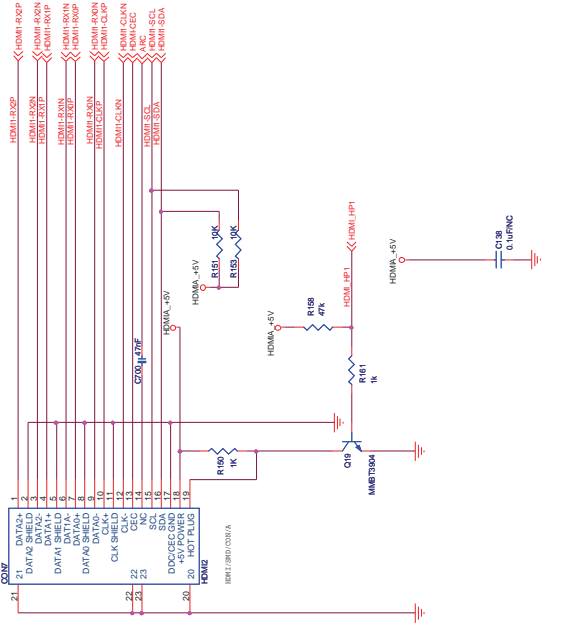 HDMI1-RX2P
HDMI1-RX2N
HDMI1-RX1P
HDMI1-RX1N
HDMI1-RX0P
HDMI1-RX0N
HDMI1-CLKP
HDMI1-CLKN
HDMI-CEC
ARC
HDMI1-SCL
HDMI1-SDA
HDMI1-RX2P
HDMI1-RX2N
HDMI1-RX1P
HDMI1-RX1N
HDMI1-RX0P
HDMI1-RX0N
HDMI1-CLKP
HDMI1-CLKN
HDMI1-SCL
HDMI1-SDA
R151 10K
R153 10K
HDMIA_+5V
HDMIA_+5V
C700 47nF
HDMI_HP1
HDMI_HP1
R158
47k
HDMIA_+5V
R161
1k
HDMIA_+5V
C138
0.1uF/NC
R150
1K
Q19
MMBT3904
1 DATA2+
2 DATA2 SHIELD
3 DATA2-
4 DATA1+
5 DATA1 SHIELD
6 DATA1-
7 DATA0+
8 DATA0 SHIELD
9 DATA0-
10 CLK+
11 CLK SHIELD
12 CLK-
13 CEC
14 NC
15 SCL
16 SDA
17 DDC/CEC GND
18 +5V POWER
19 HOT PLUG
CON7
21 21
22 22
23 23
20 20
HDMI2
HDMI/SMD/CON/A